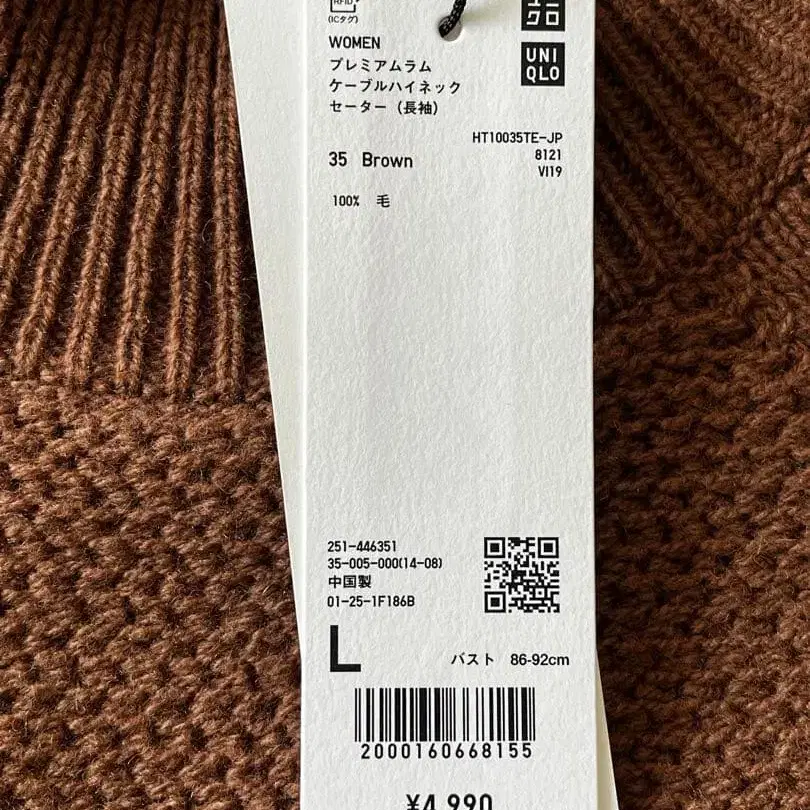 RFID
(ICタグ)
WOMEN
プレミアムラム
ケーブルハイネック
セーター（長袖）
クロ
UNI
QLO
HT10035TE-JP
8121
VI19
35 Brown
100% 毛
251-446351
35-005-000(14-08)
中国製
01-25-1F186B
L
バスト 86-92cm
2000160668155
¥4,990